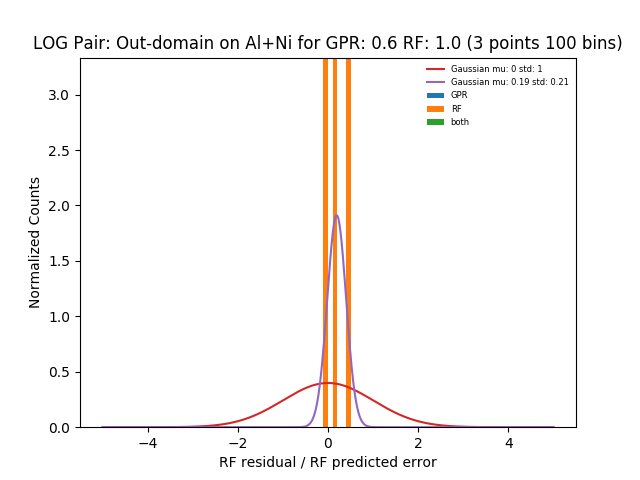 LOG Pair: Out-domain on Al+Ni for GPR: 0.6 RF: 1.0 (3 points 100 bins)
Gaussian mu: 0 std: 1
Gaussian mu: 0.19 std: 0.21
GPR
RF
both
Normalized Counts
3.0
2.5
2.0
1.5
1.0
0.5
0.0
−4 −2 0 2 4
RF residual / RF predicted error